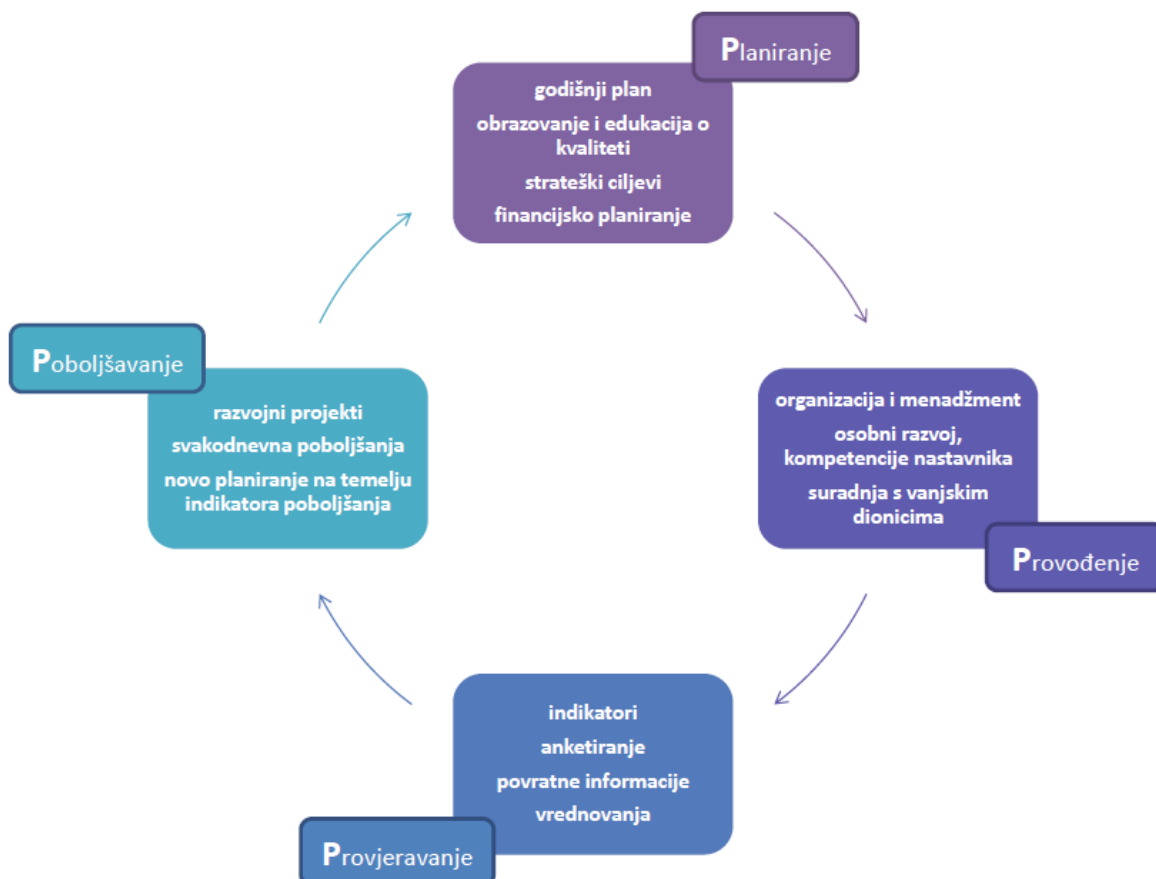 Planiranje
godišnji plan
obrazovanje i edukacija o
kvaliteti
strateški ciljevi
financijsko planiranje
Provođenje
organizacija i menadžment
osobni razvoj,
kompetencije nastavnika
suradnja s vanjskim
dionicima
Provjeravanje
indikatori
anketiranje
povratne informacije
vrednovanja
Poboljšavanje
razvojni projekti
svakodnevna poboljšanja
novo planiranje na temelju
indikatora poboljšanja